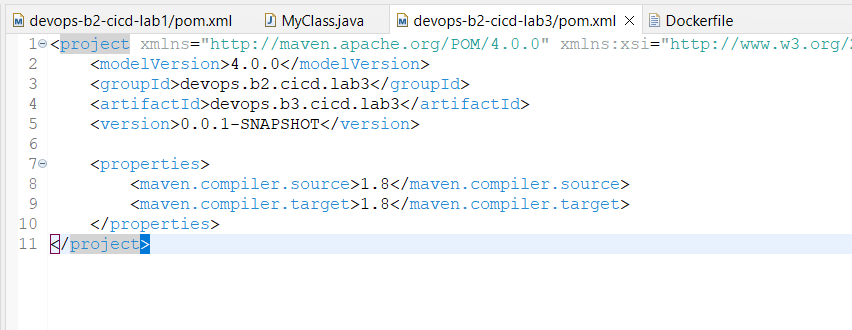 devops-b2-cicd-lab1/pom.xml MyClass.java devops-b2-cicd-lab3/pom.xml Dockerfile
1 <project xmlns="http://maven.apache.org/POM/4.0.0" xmlns:xsi="http://www.w3.org/
2 <modelVersion>4.0.0</modelVersion>
3 <groupId>devops.b2.cicd.lab3</groupId>
4 <artifactId>devops.b3.cicd.lab3</artifactId>
5 <version>0.0.1-SNAPSHOT</version>
6
7 <properties>
8 <maven.compiler.source>1.8</maven.compiler.source>
9 <maven.compiler.target>1.8</maven.compiler.target>
10 </properties>
11 </project>